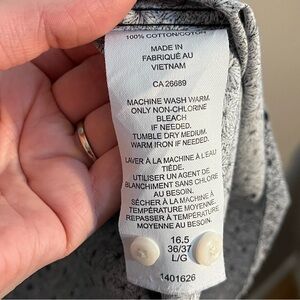 100% COTTON/COTON
MADE IN
FABRIQUÉ AU
VIETNAM
CA 26689
MACHINE WASH WARM.
ONLY NON-CHLORINE
BLEACH
IF NEEDED.
TUMBLE DRY MEDIUM.
WARM IRON IF NEEDED.
LAVER À LA MACHINE À L'EAU
TIÈDE.
UTILISER UN AGENT DE
BLANCHIMENT SANS CHLORE
AU BESOIN.
SÉCHER À LA MACHINE À
TEMPÉRATURE MOYENNE.
REPASSER À TEMPÉRATURE
MOYENNE AU BESOIN.
16.5
36/37
L/G
1401626